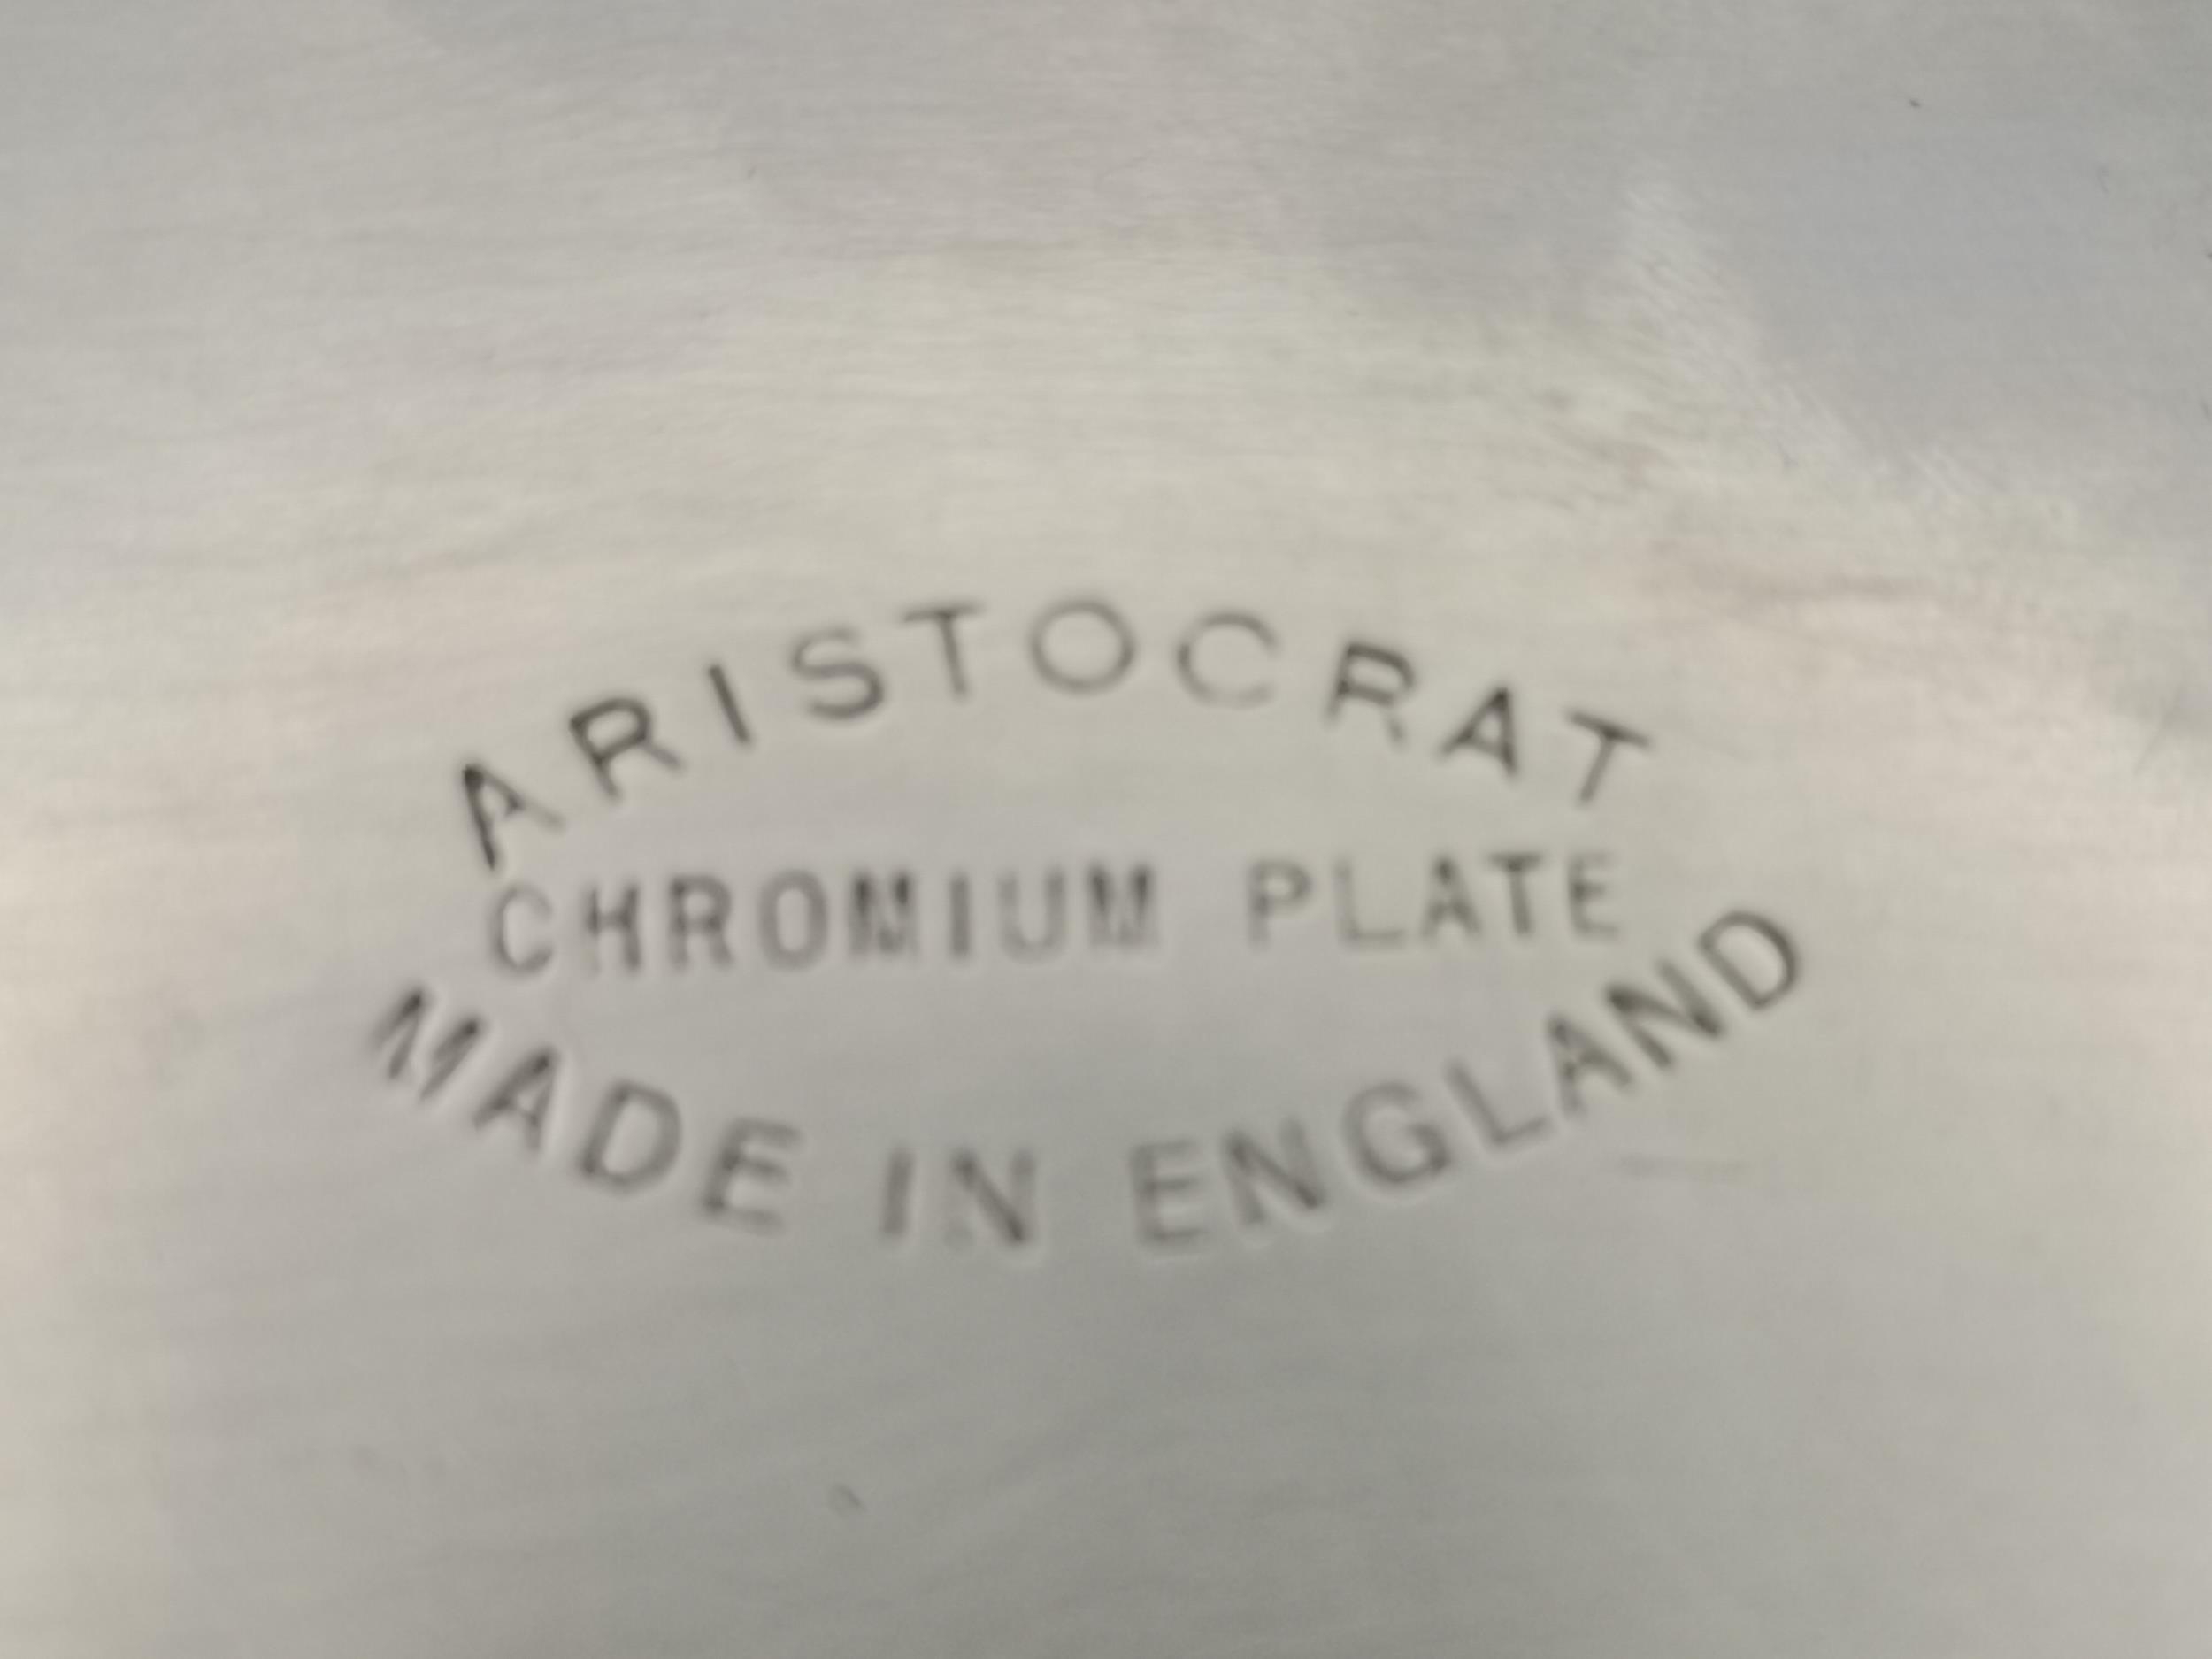 ARISTOCRAT
CHROMIUM PLATE
MADE IN ENGLAND